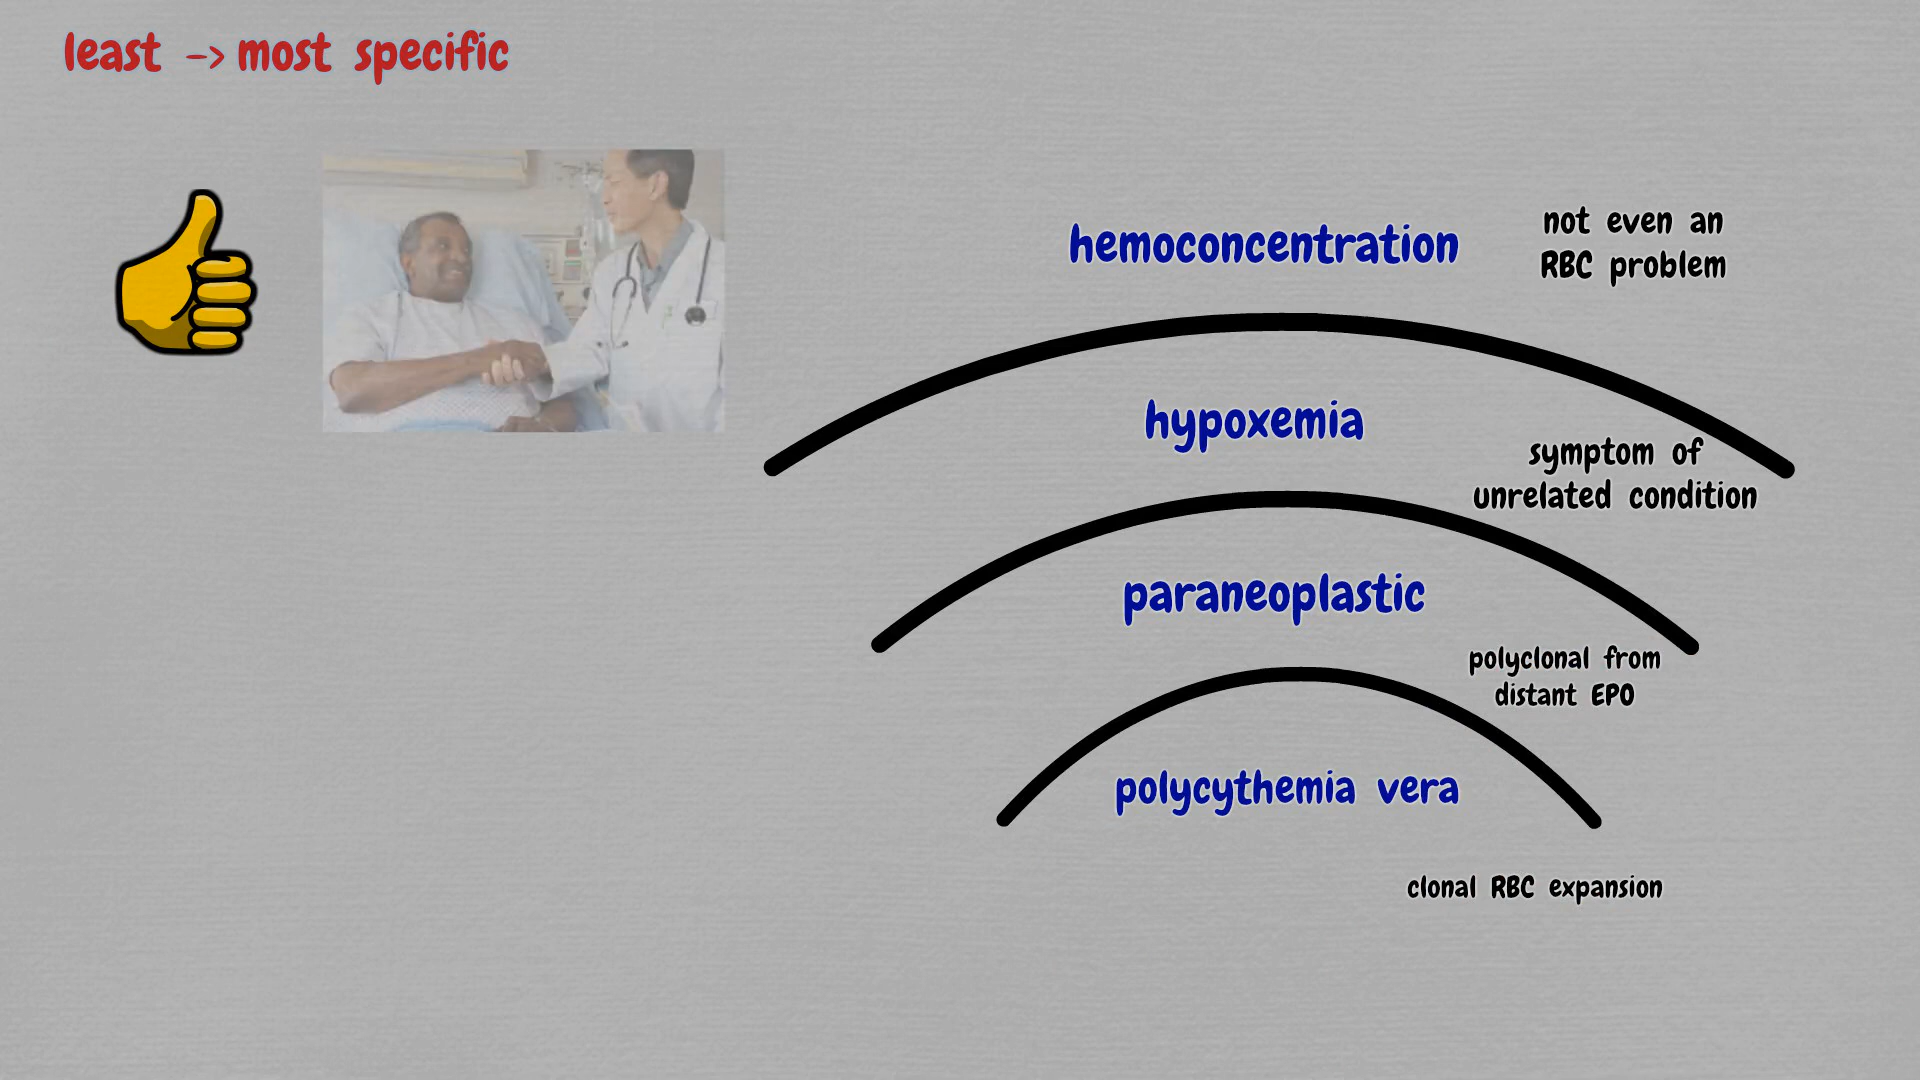 least -> most specific
hemoconcentration
not even an
RBC problem
hypoxemia
symptom of
unrelated condition
paraneoplastic
polyclonal from
distant EPO
polycythemia vera
clonal RBC expansion